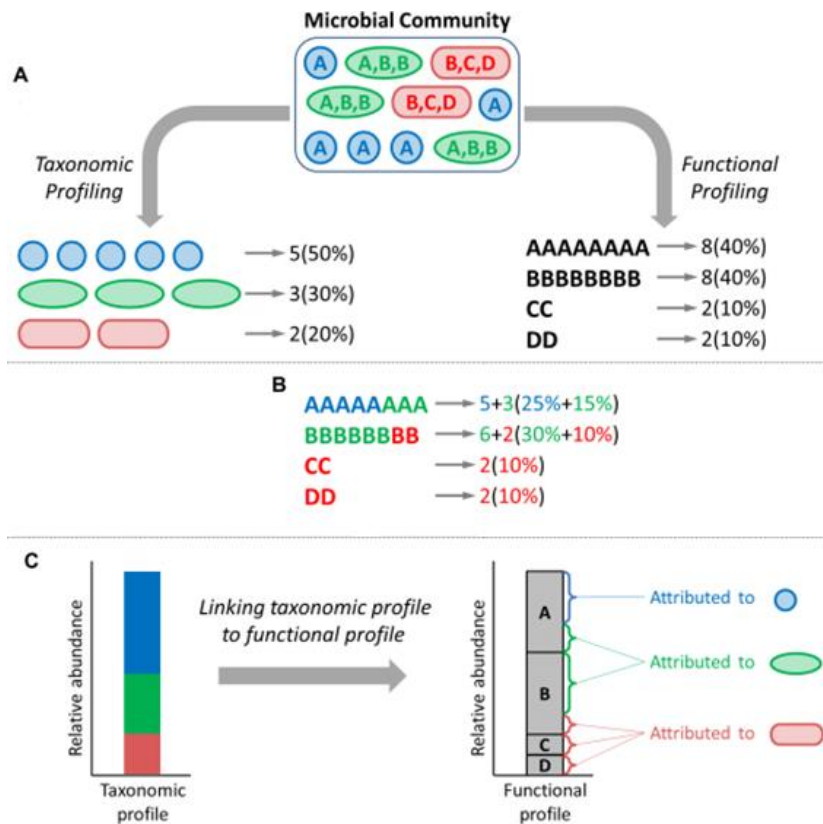 Microbial Community
A A,B,B B,C,D
A
A,B,B B,C,D A
A A A A,B,B
Taxonomic
Profiling
Functional
Profiling
5(50%)
3(30%)
2(20%)
AAAAAAAA 8(40%)
BBBBBBBB 8(40%)
CC 2(10%)
DD 2(10%)
B
AAAAAAAA 5+3(25%+15%)
BBBBBBBB 6+2(30%+10%)
CC 2(10%)
DD 2(10%)
C
Relative abundance
Taxonomic
profile
Linking taxonomic profile
to functional profile
Relative abundance
A
B
C
D
Functional
profile
Attributed to
Attributed to
Attributed to